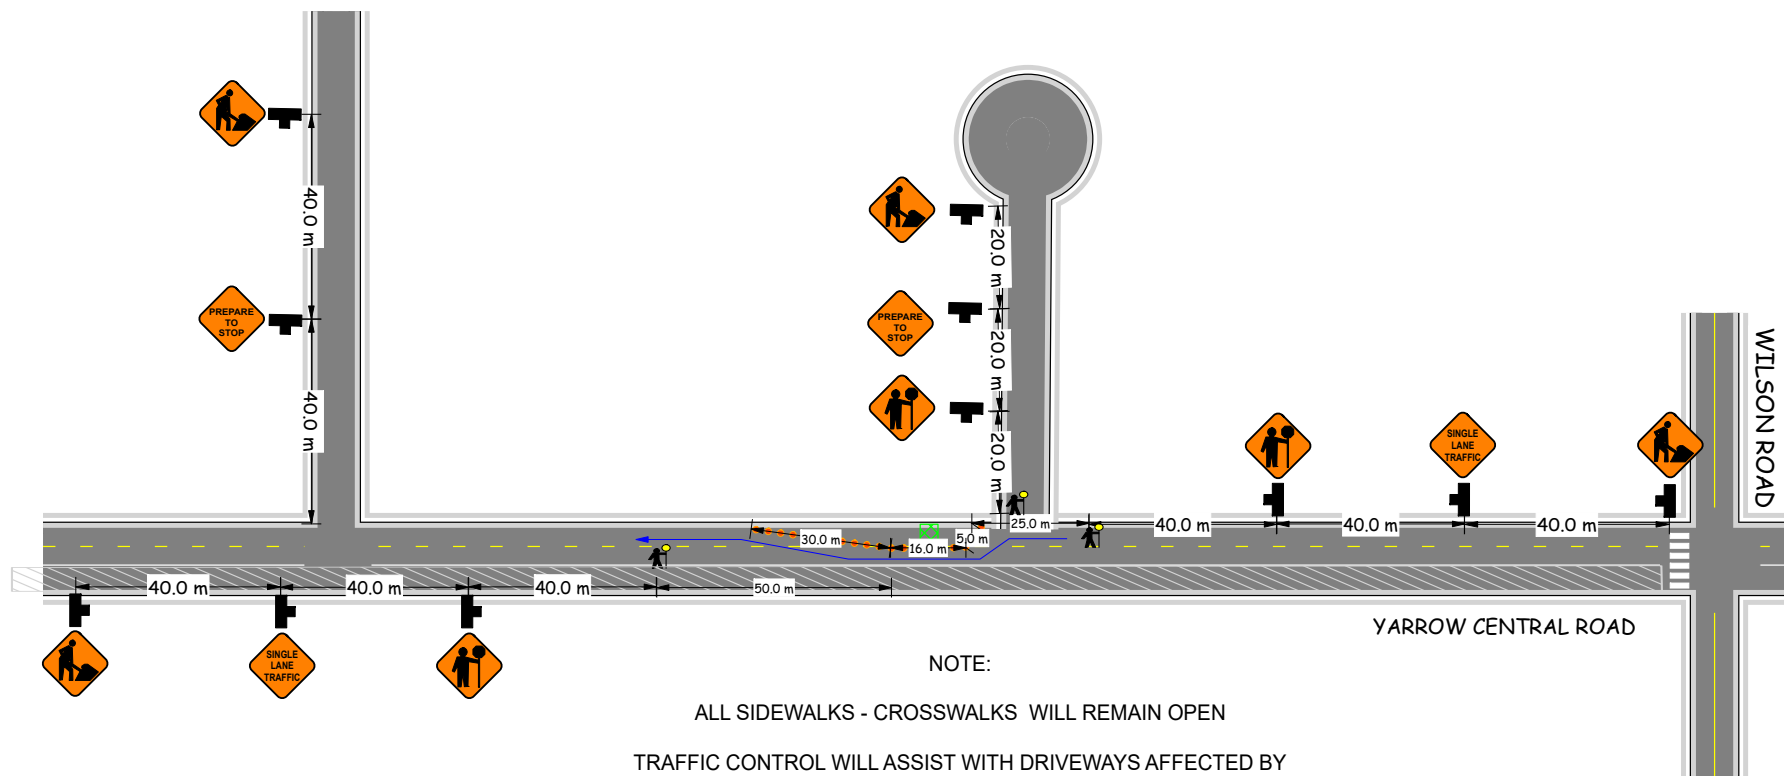 40.0 m
PREPARE
TO
STOP
40.0 m
20.0 m
PREPARE
TO
STOP
20.0 m
20.0 m
WILSON ROAD
SINGLE
LANE
TRAFFIC
30.0 m
16.0 m
5.0 m
25.0 m
40.0 m
40.0 m
40.0 m
40.0 m
40.0 m
40.0 m
50.0 m
SINGLE
LANE
TRAFFIC
YARROW CENTRAL ROAD
NOTE:
ALL SIDEWALKS - CROSSWALKS WILL REMAIN OPEN
TRAFFIC CONTROL WILL ASSIST WITH DRIVEWAYS AFFECTED BY